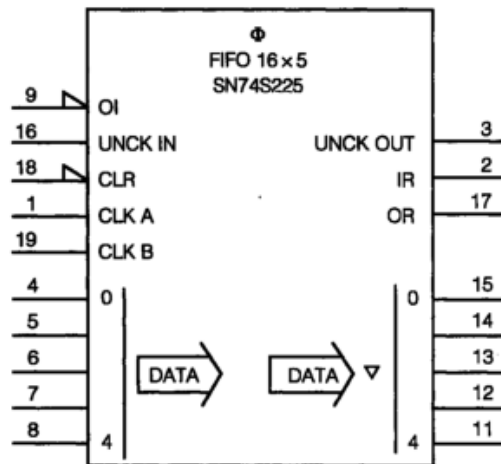 Φ
FIFO 16 × 5
SN74S225
9 OI
16 UNCK IN UNCK OUT 3
18 CLR IR 2
1 CLK A OR 17
19 CLK B
4 0 0 15
5 14
6 DATA DATA ▽ 13
7 12
8 4 4 11